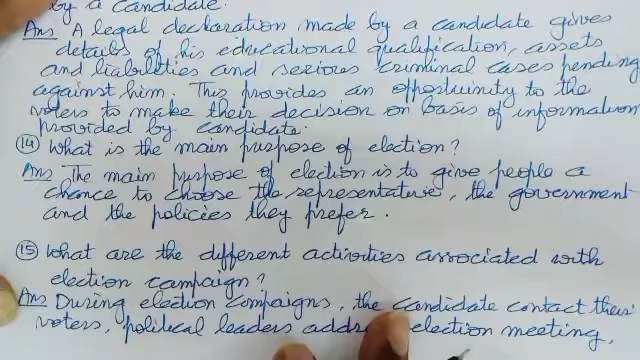 by a candidate.
Ans A legal declaration made by a candidate gives
details of his educational qualification, assets
and liabilities and serious criminal cases pending
against him. This provides an opportunity to the
voters to make their decision on basis of information
provided by candidate.
14 What is the main purpose of election?
Ans The main purpose of election is to give people a
chance to choose the representative, the government
and the policies they prefer.
15 What are the different activities associated with
election campaign?
Ans During election campaigns, the candidate contact their
voters, political leaders election meeting,